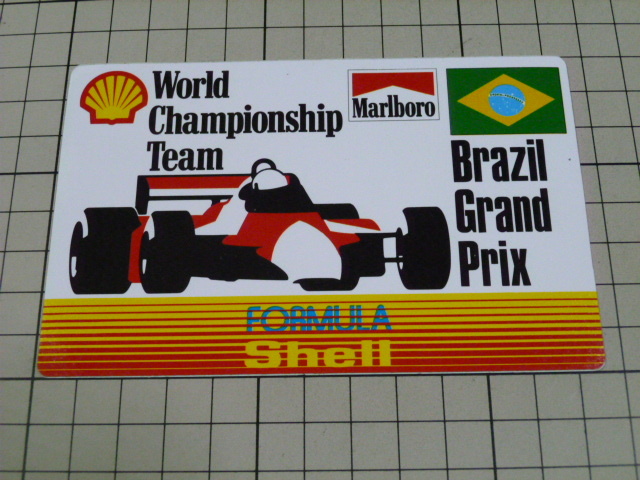 World
Championship
Team
Marlboro
Brazil
Grand
Prix
FORMULA
Shell